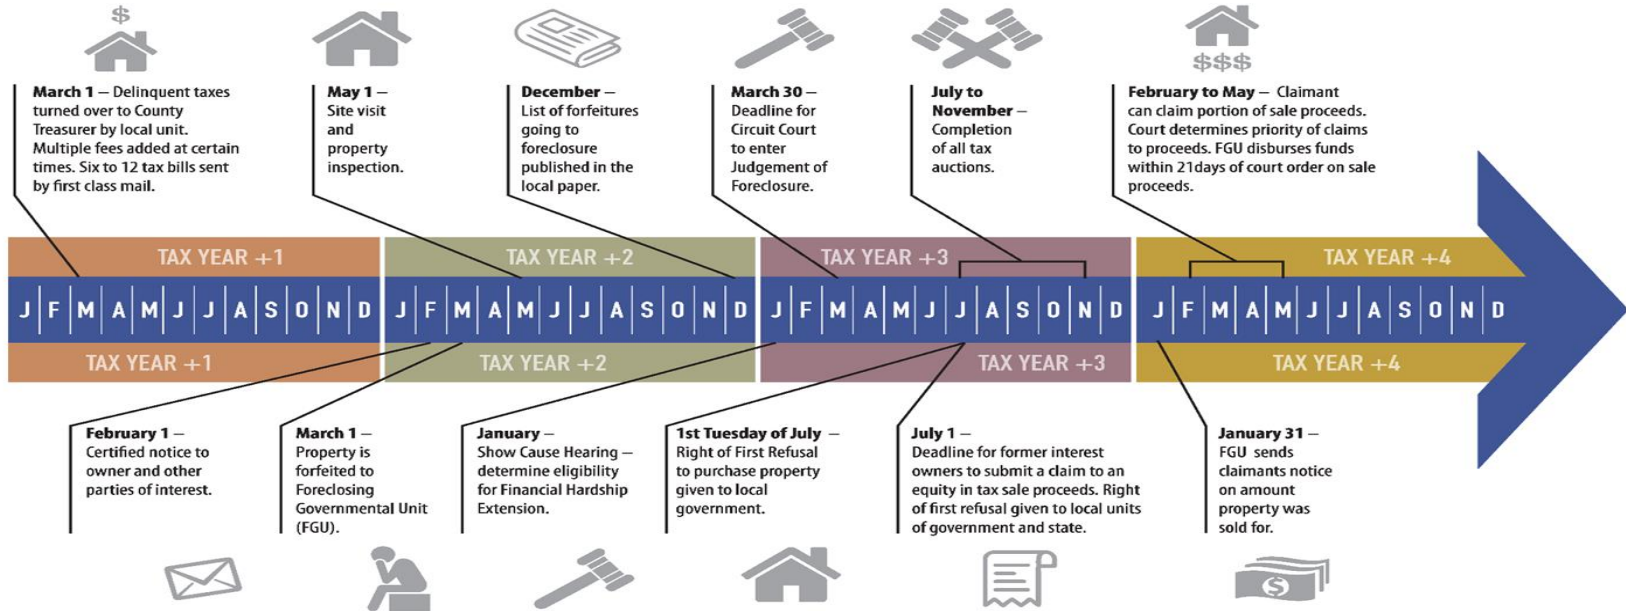 $
$$$
March 1 — Delinquent taxes
turned over to County
Treasurer by local unit.
Multiple fees added at certain
times. Six to 12 tax bills sent
by first class mail.
May 1 —
Site visit
and
property
inspection.
December —
List of forfeitures
going to
foreclosure
published in the
local paper.
March 30 —
Deadline for
Circuit Court
to enter
Judgement of
Foreclosure.
July to
November —
Completion
of all tax
auctions.
February to May — Claimant
can claim portion of sale proceeds.
Court determines priority of claims
to proceeds. FGU disburses funds
within 21days of court order on sale
proceeds.
TAX YEAR +1
TAX YEAR +2
TAX YEAR +3
TAX YEAR +4
J F M A M J J A S O N D J F M A M J J A S O N D J F M A M J J A S O N D J F M A M J J A S O N D
TAX YEAR +1
TAX YEAR +2
TAX YEAR +3
TAX YEAR +4
February 1 —
Certified notice to
owner and other
parties of interest.
March 1 —
Property is
forfeited to
Foreclosing
Governmental Unit
(FGU).
January —
Show Cause Hearing —
determine eligibility
for Financial Hardship
Extension.
1st Tuesday of July —
Right of First Refusal
to purchase property
given to local
government.
July 1 —
Deadline for former interest
owners to submit a claim to an
equity in tax sale proceeds. Right
of first refusal given to local units
of government and state.
January 31 —
FGU sends
claimants notice
on amount
property was
sold for.
$